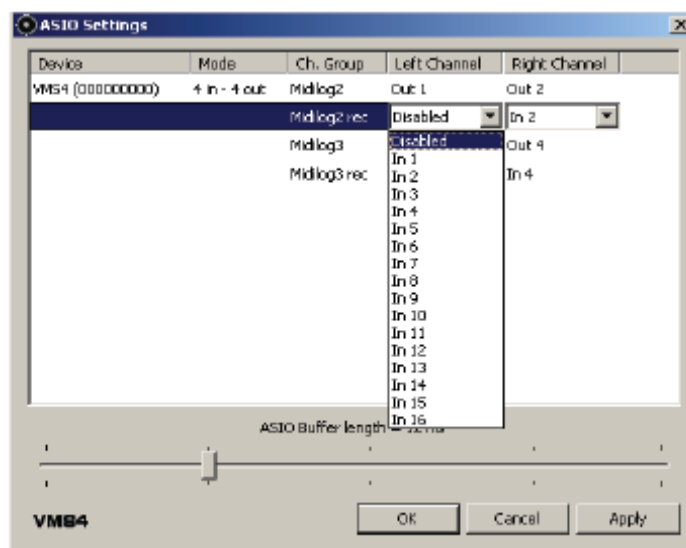 ASIO Settings
Device Mode Ch. Group Left Channel Right Channel
VMS4 (000000000) 4 in - 4 out Midilog2 Out 1 Out 2
Midilog2 rec Disabled In 2
Disabled
In 1
In 2
In 3
In 4
In 5
In 6
In 7
In 8
In 9
In 10
In 11
In 12
In 13
In 14
In 15
In 16
Midilog3 Out 4
Midilog3 rec In 4
ASIO Buffer length
VMS4
OK Cancel Apply